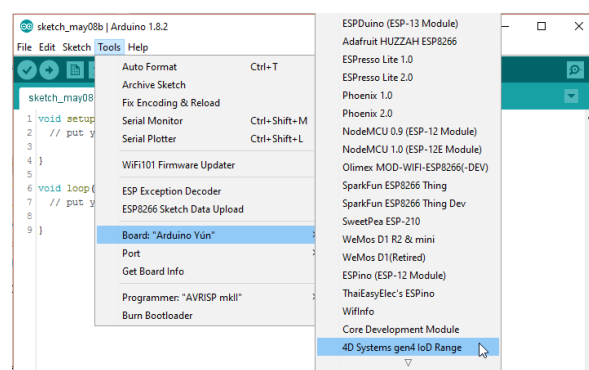 sketch_may08b | Arduino 1.8.2
File Edit Sketch Tools Help
sketch_may08
1 void setup
2 // put y
3
4 }
5
6 void loop(
7 // put y
8
9 }
Auto Format Ctrl+T
Archive Sketch
Fix Encoding & Reload
Serial Monitor Ctrl+Shift+M
Serial Plotter Ctrl+Shift+L
WiFi101 Firmware Updater
ESP Exception Decoder
ESP8266 Sketch Data Upload
Board: "Arduino Yún"
Port
Get Board Info
Programmer: "AVRISP mkII"
Burn Bootloader
ESPDuino (ESP-13 Module)
Adafruit HUZZAH ESP8266
ESPresso Lite 1.0
ESPresso Lite 2.0
Phoenix 1.0
Phoenix 2.0
NodeMCU 0.9 (ESP-12 Module)
NodeMCU 1.0 (ESP-12E Module)
Olimex MOD-WIFI-ESP8266(-DEV)
SparkFun ESP8266 Thing
SparkFun ESP8266 Thing Dev
SweetPea ESP-210
WeMos D1 R2 & mini
WeMos D1(Retired)
ESPino (ESP-12 Module)
ThaiEasyElec's ESPino
WifInfo
Core Development Module
4D Systems gen4 IoD Range